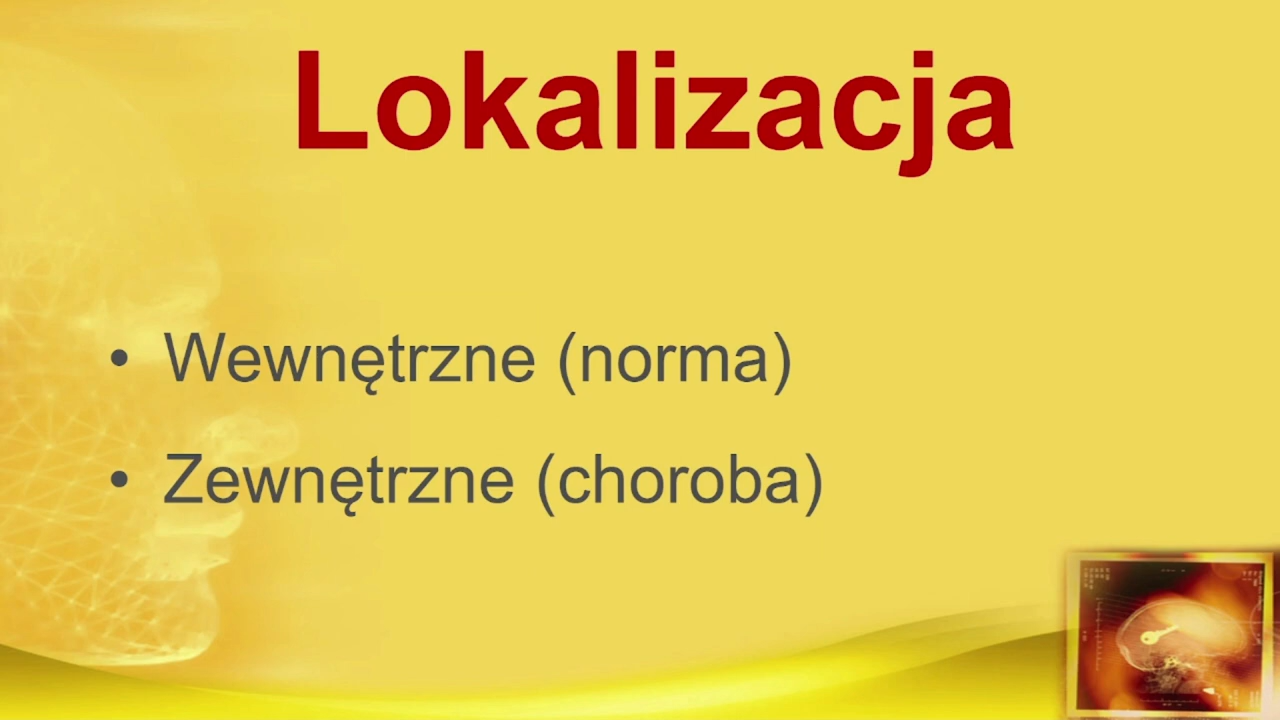 Lokalizacja
• Wewnętrzne (norma)
• Zewnętrzne (choroba)